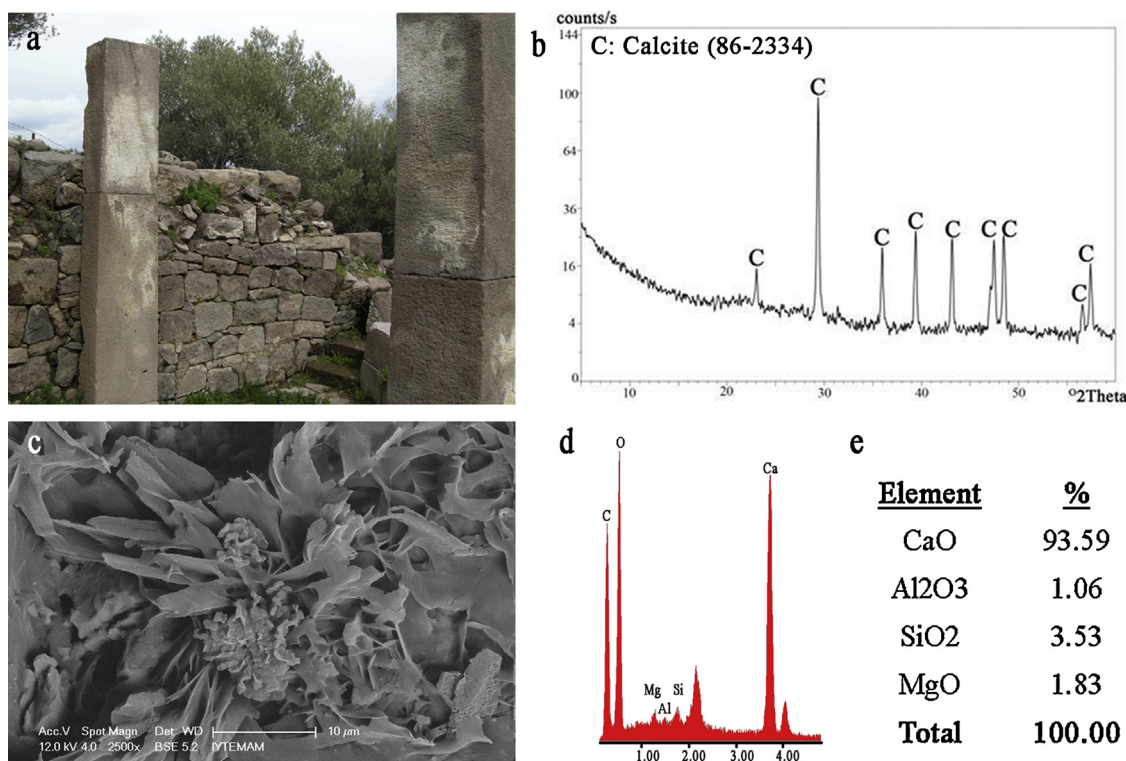 a
counts/s
b
C: Calcite (86-2334)
144
100
64
36
16
4
0
C
C
C
C
C
C
C
C
C
10
20
30
40
50
°2Theta
c
Acc.V Spot Magn Det WD
12.0 kV 4.0 2500x BSE 5.2 IYTEMAM
10 μm
d
O
C
Ca
Mg
Al
Si
1.00 2.00 3.00 4.00
e
Element %
CaO 93.59
Al2O3 1.06
SiO2 3.53
MgO 1.83
Total 100.00